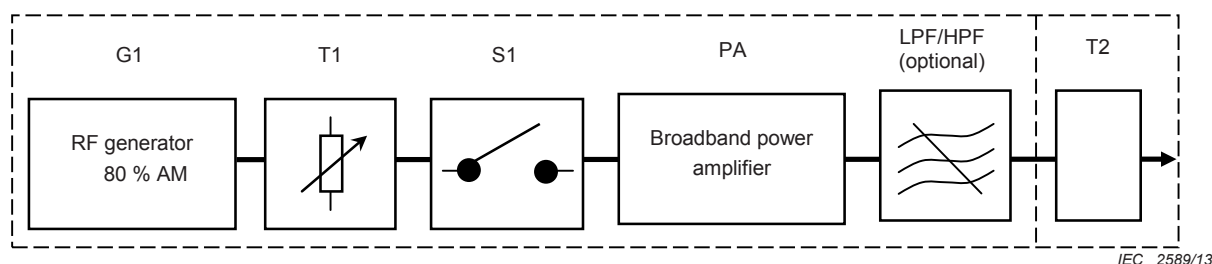 G1
T1
S1
PA
LPF/HPF
(optional)
T2
RF generator
80 % AM
Broadband power
amplifier
IEC 2589/13